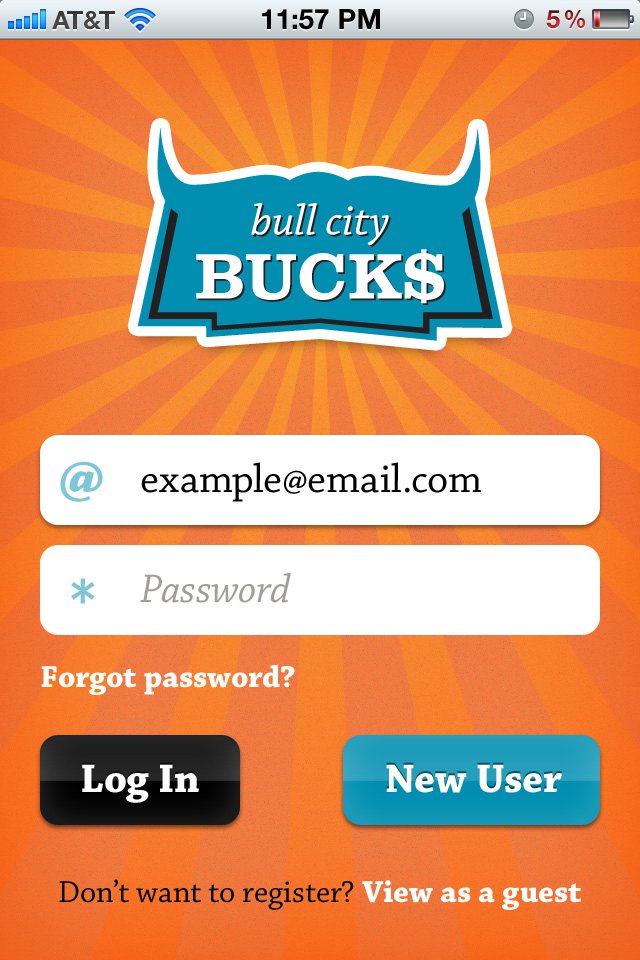 AT&T 11:57 PM 5%
bull city
BUCK$
@ example@email.com
* Password
Forgot password?
Log In New User
Don't want to register? View as a guest